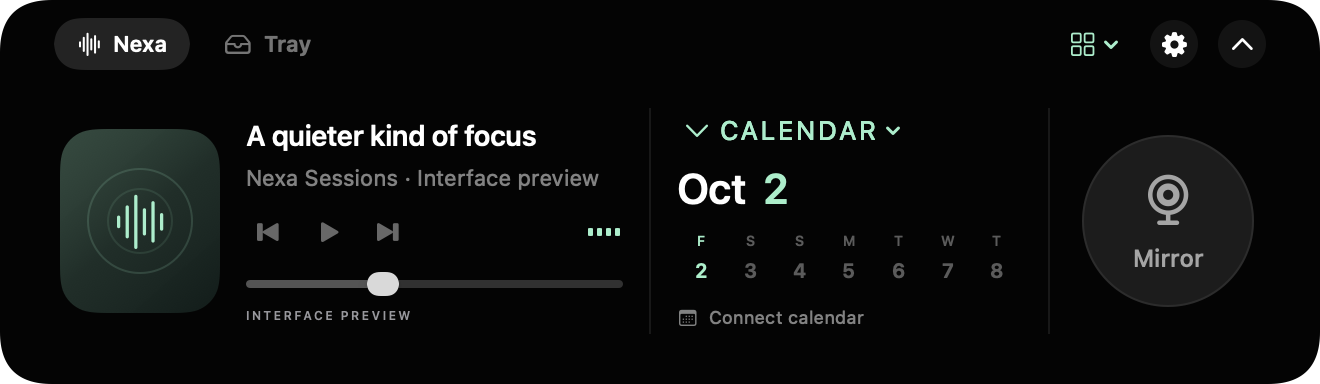 Nexa
Tray
A quieter kind of focus
Nexa Sessions · Interface preview
INTERFACE PREVIEW
CALENDAR
Oct 2
F S S M T W T
2 3 4 5 6 7 8
Connect calendar
Mirror